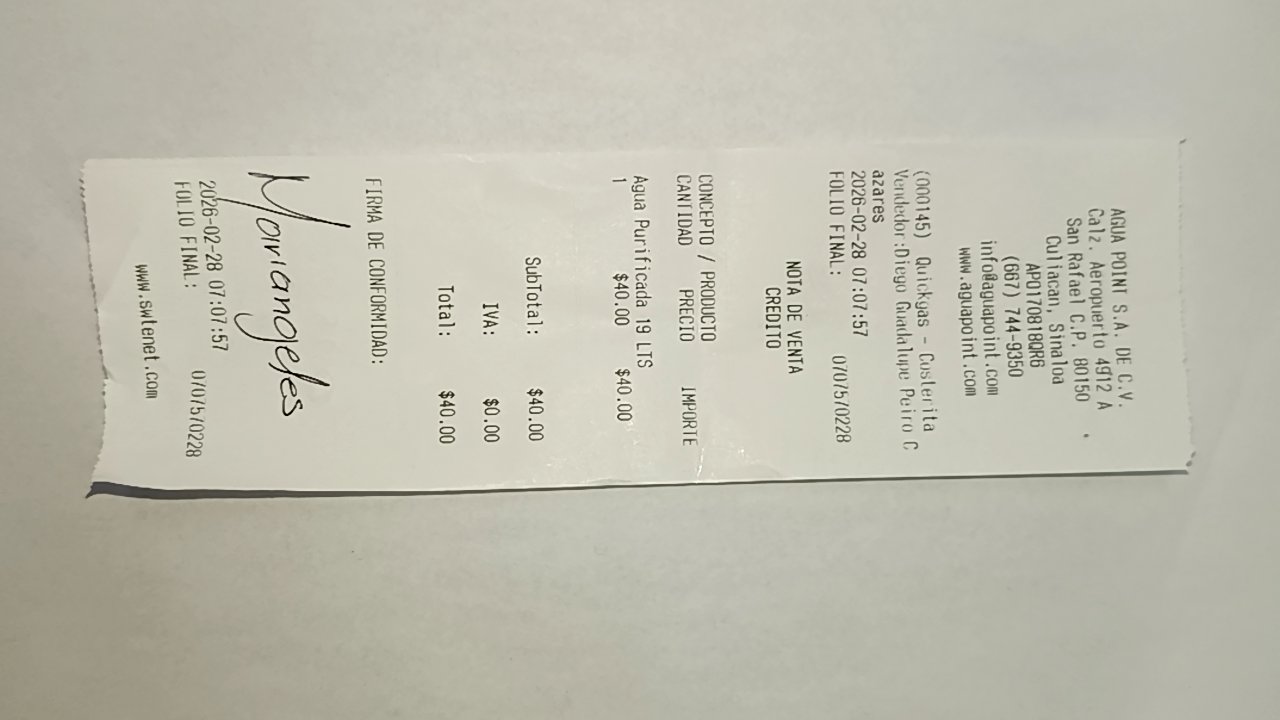 AGUA POINT S.A. DE C.V.
Calz. Aeropuerto 4912 A
San Rafael C.P. 80150
Culiacan, Sinaloa
APO170818QR6
(667) 744-9350
info@aguapoint.com
www.aguapoint.com
(000145) Quickgas - Costerita
Vendedor:Diego Guadalupe Peiro C
azares
2026-02-28 07:07:57
FOLIO FINAL: 0707570228
NOTA DE VENTA
CREDITO
CONCEPTO / PRODUCTO
CANTIDAD PRECIO IMPORTE
Agua Purificada 19 LTS
1 $40.00 $40.00
SubTotal: $40.00
IVA: $0.00
Total: $40.00
FIRMA DE CONFORMIDAD:
Mariangeles
2026-02-28 07:07:57
FOLIO FINAL: 0707570228
www.swtenet.com